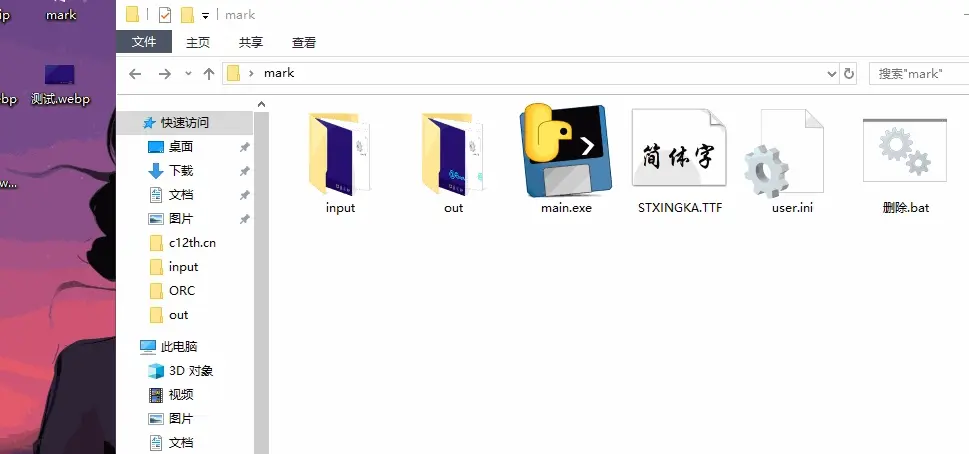 ip
mark
mark
文件
主页
共享
查看
mark
搜索"mark"
bp
测试.webp
w...
快速访问
桌面
下载
文档
图片
c12th.cn
input
ORC
out
此电脑
3D 对象
视频
图片
文档
简体字
input
out
main.exe
STXINGKA.TTF
user.ini
删除.bat